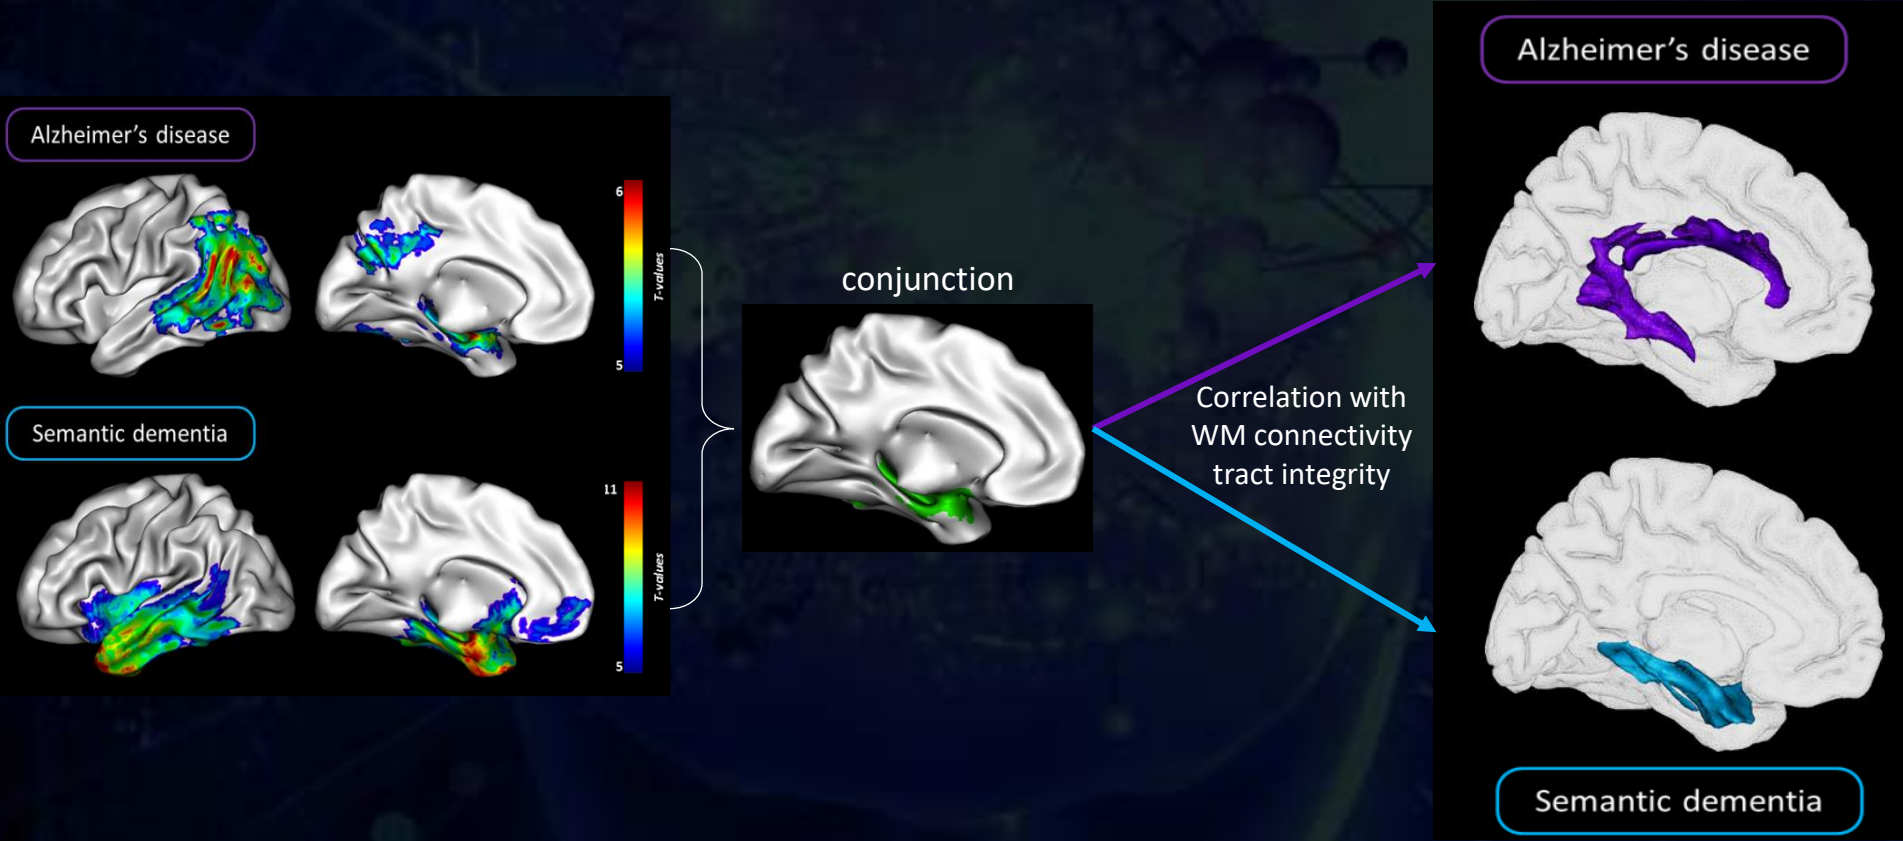 Alzheimer's disease
6
T-values
5
Semantic dementia
11
T-values
5
conjunction
Correlation with
WM connectivity
tract integrity
Alzheimer's disease
Semantic dementia